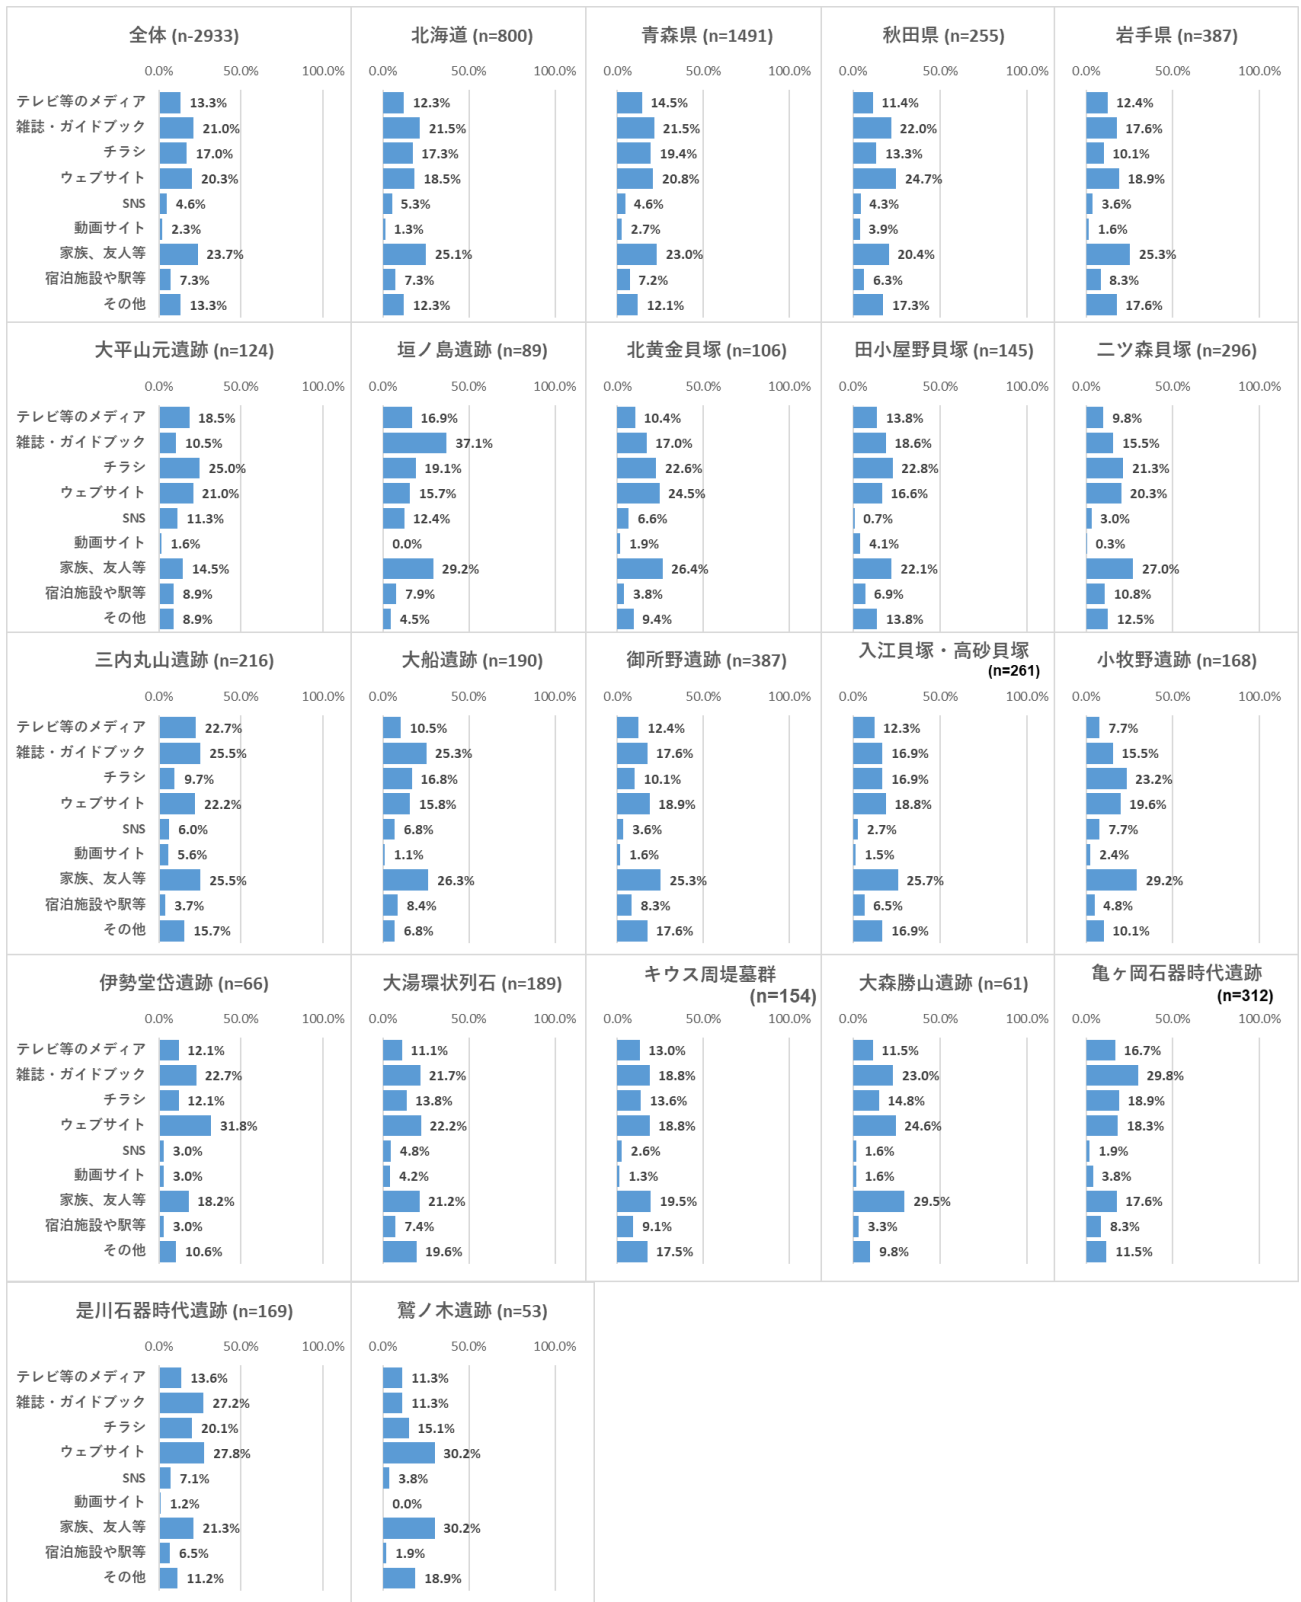 全体 (n-2933)
北海道 (n=800)
青森県 (n=1491)
秋田県 (n=255)
岩手県 (n=387)
0.0% 50.0% 100.0% 0.0% 50.0% 100.0% 0.0% 50.0% 100.0% 0.0% 50.0% 100.0% 0.0% 50.0% 100.0%
テレビ等のメディア 13.3% 12.3% 14.5% 11.4% 12.4%
雑誌・ガイドブック 21.0% 21.5% 21.5% 22.0% 17.6%
チラシ 17.0% 17.3% 19.4% 13.3% 10.1%
ウェブサイト 20.3% 18.5% 20.8% 24.7% 18.9%
SNS 4.6% 5.3% 4.6% 4.3% 3.6%
動画サイト 2.3% 1.3% 2.7% 3.9% 1.6%
家族、友人等 23.7% 25.1% 23.0% 20.4% 25.3%
宿泊施設や駅等 7.3% 7.3% 7.2% 6.3% 8.3%
その他 13.3% 12.3% 12.1% 17.3% 17.6%
大平山元遺跡 (n=124)
垣ノ島遺跡 (n=89)
北黄金貝塚 (n=106)
田小屋野貝塚 (n=145)
二ツ森貝塚 (n=296)
0.0% 50.0% 100.0% 0.0% 50.0% 100.0% 0.0% 50.0% 100.0% 0.0% 50.0% 100.0% 0.0% 50.0% 100.0%
テレビ等のメディア 18.5% 16.9% 10.4% 13.8% 9.8%
雑誌・ガイドブック 10.5% 37.1% 17.0% 18.6% 15.5%
チラシ 25.0% 19.1% 22.6% 22.8% 21.3%
ウェブサイト 21.0% 15.7% 24.5% 16.6% 20.3%
SNS 11.3% 12.4% 6.6% 0.7% 3.0%
動画サイト 1.6% 0.0% 1.9% 4.1% 0.3%
家族、友人等 14.5% 29.2% 26.4% 22.1% 27.0%
宿泊施設や駅等 8.9% 7.9% 3.8% 6.9% 10.8%
その他 8.9% 4.5% 9.4% 13.8% 12.5%
三内丸山遺跡 (n=216)
大船遺跡 (n=190)
御所野遺跡 (n=387)
入江貝塚・高砂貝塚
(n=261)
小牧野遺跡 (n=168)
0.0% 50.0% 100.0% 0.0% 50.0% 100.0% 0.0% 50.0% 100.0% 0.0% 50.0% 100.0% 0.0% 50.0% 100.0%
テレビ等のメディア 22.7% 10.5% 12.4% 12.3% 7.7%
雑誌・ガイドブック 25.5% 25.3% 17.6% 16.9% 15.5%
チラシ 9.7% 16.8% 10.1% 16.9% 23.2%
ウェブサイト 22.2% 15.8% 18.9% 18.8% 19.6%
SNS 6.0% 6.8% 3.6% 2.7% 7.7%
動画サイト 5.6% 1.1% 1.6% 1.5% 2.4%
家族、友人等 25.5% 26.3% 25.3% 25.7% 29.2%
宿泊施設や駅等 3.7% 8.4% 8.3% 6.5% 4.8%
その他 15.7% 6.8% 17.6% 16.9% 10.1%
伊勢堂岱遺跡 (n=66)
大湯環状列石 (n=189)
キウス周堤墓群
(n=154)
大森勝山遺跡 (n=61)
亀ヶ岡石器時代遺跡
(n=312)
0.0% 50.0% 100.0% 0.0% 50.0% 100.0% 0.0% 50.0% 100.0% 0.0% 50.0% 100.0% 0.0% 50.0% 100.0%
テレビ等のメディア 12.1% 11.1% 13.0% 11.5% 16.7%
雑誌・ガイドブック 22.7% 21.7% 18.8% 23.0% 29.8%
チラシ 12.1% 13.8% 13.6% 14.8% 18.9%
ウェブサイト 31.8% 22.2% 18.8% 24.6% 18.3%
SNS 3.0% 4.8% 2.6% 1.6% 1.9%
動画サイト 3.0% 4.2% 1.3% 1.6% 3.8%
家族、友人等 18.2% 21.2% 19.5% 29.5% 17.6%
宿泊施設や駅等 3.0% 7.4% 9.1% 3.3% 8.3%
その他 10.6% 19.6% 17.5% 9.8% 11.5%
是川石器時代遺跡 (n=169)
鷲ノ木遺跡 (n=53)
0.0% 50.0% 100.0% 0.0% 50.0% 100.0%
テレビ等のメディア 13.6% 11.3%
雑誌・ガイドブック 27.2% 11.3%
チラシ 20.1% 15.1%
ウェブサイト 27.8% 30.2%
SNS 7.1% 3.8%
動画サイト 1.2% 0.0%
家族、友人等 21.3% 30.2%
宿泊施設や駅等 6.5% 1.9%
その他 11.2% 18.9%